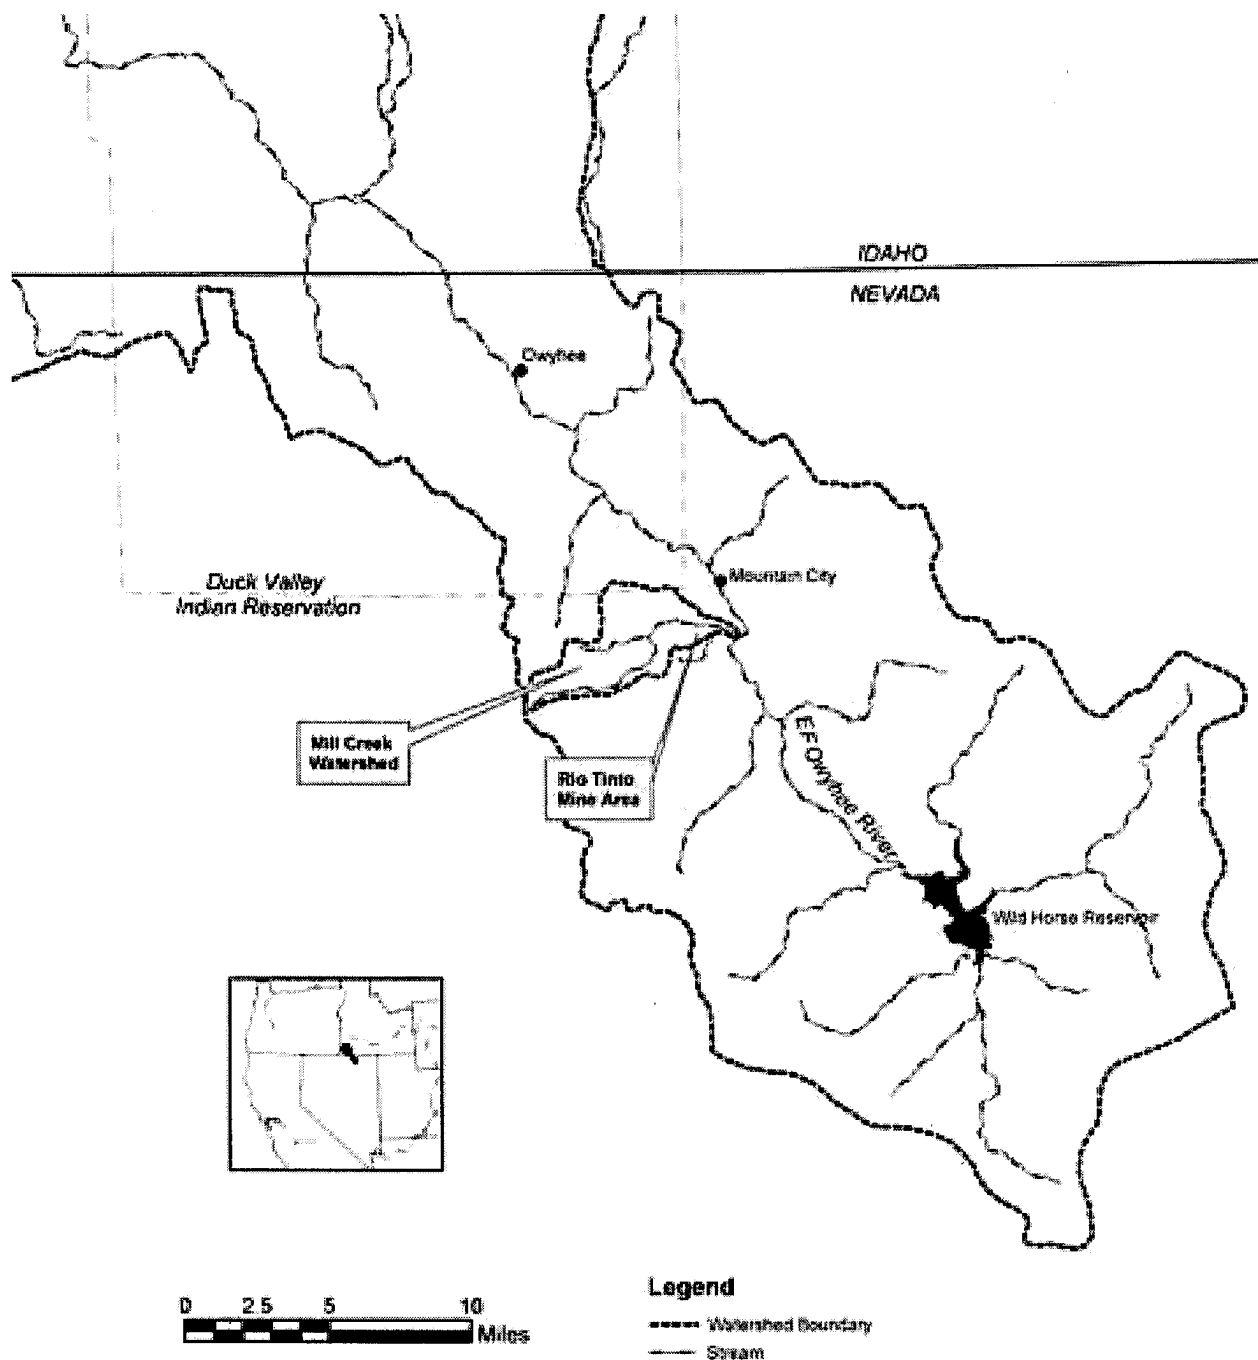 IDAHO
NEVADA
Owyhee
Duck Valley
Indian Reservation
Mountain City
Mill Creek
Watershed
Rio Tinto
Mine Area
EF Owyhee River
Wild Horse Reservoir
0 2.5 5 10
Miles
Legend
Watershed Boundary
Stream